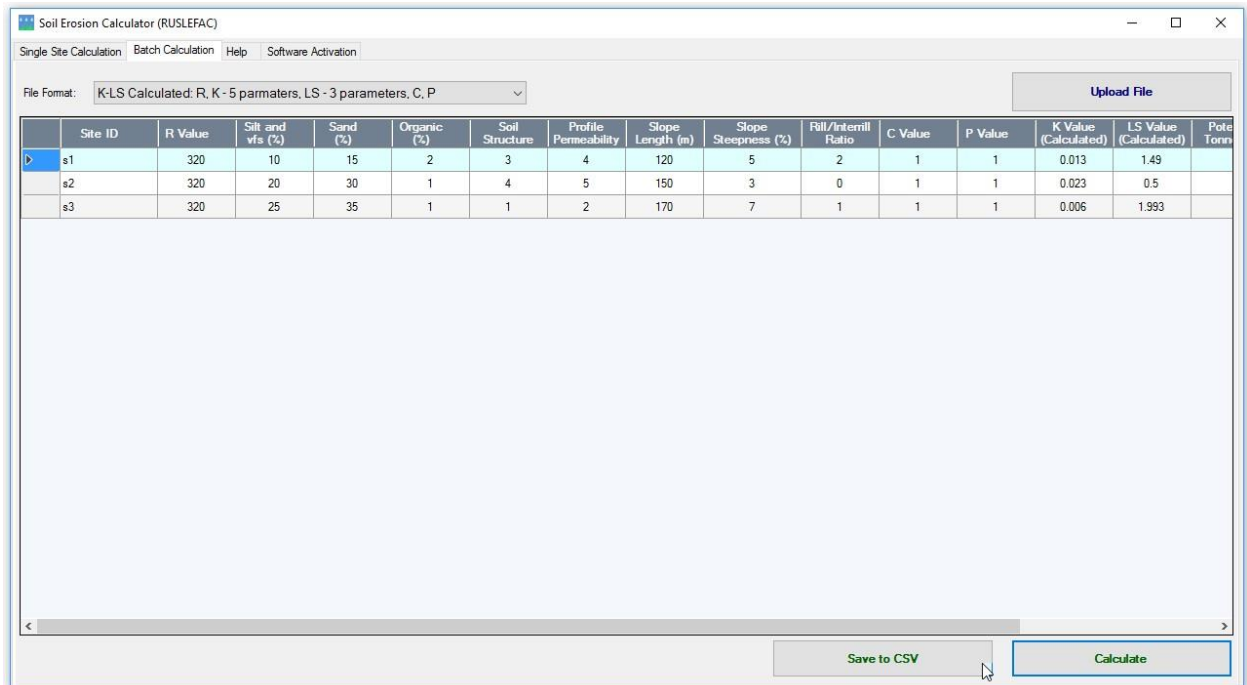 Soil Erosion Calculator (RUSLEFAC)
Single Site Calculation Batch Calculation Help Software Activation
File Format: K-LS Calculated: R, K - 5 parmaters, LS - 3 parameters, C, P Upload File
Site ID R Value Silt and vfs (%) Sand (%) Organic (%) Soil Structure Profile Permeability Slope Length (m) Slope Steepness (%) Rill/Interrill Ratio C Value P Value K Value (Calculated) LS Value (Calculated) Pote Tonn
s1 320 10 15 2 3 4 120 5 2 1 1 0.013 1.49
s2 320 20 30 1 4 5 150 3 0 1 1 0.023 0.5
s3 320 25 35 1 1 2 170 7 1 1 1 0.006 1.993
Save to CSV Calculate